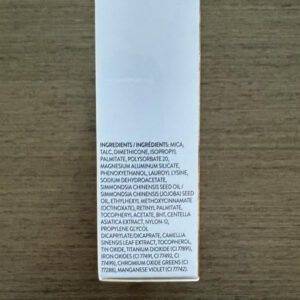 INGREDIENTS / INGRÉDIENTS: MICA,
TALC, DIMETHICONE, ISOPROPYL
PALMITATE, POLYSORBATE 20,
MAGNESIUM ALUMINUM SILICATE,
PHENOXYETHANOL, LAUROYL LYSINE,
SODIUM DEHYDROACETATE,
SIMMONDSIA CHINENSIS SEED OIL /
SIMMONDSIA CHINENSIS (JOJOBA) SEED
OIL, ETHYLHEXYL METHOXYCINNAMATE
(OCTINOXATE), RETINYL PALMITATE,
TOCOPHERYL ACETATE, BHT, CENTELLA
ASIATICA EXTRACT, NYLON-12,
PROPYLENE GLYCOL
DICAPRYLATE/DICAPRATE, CAMELLIA
SINENSIS LEAF EXTRACT, TOCOPHEROL,
TIN OXIDE, TITANIUM DIOXIDE (CI 77891),
IRON OXIDES (CI 77491, CI 77492, CI
77499), CHROMIUM OXIDE GREENS (CI
77288), MANGANESE VIOLET (CI 77742).